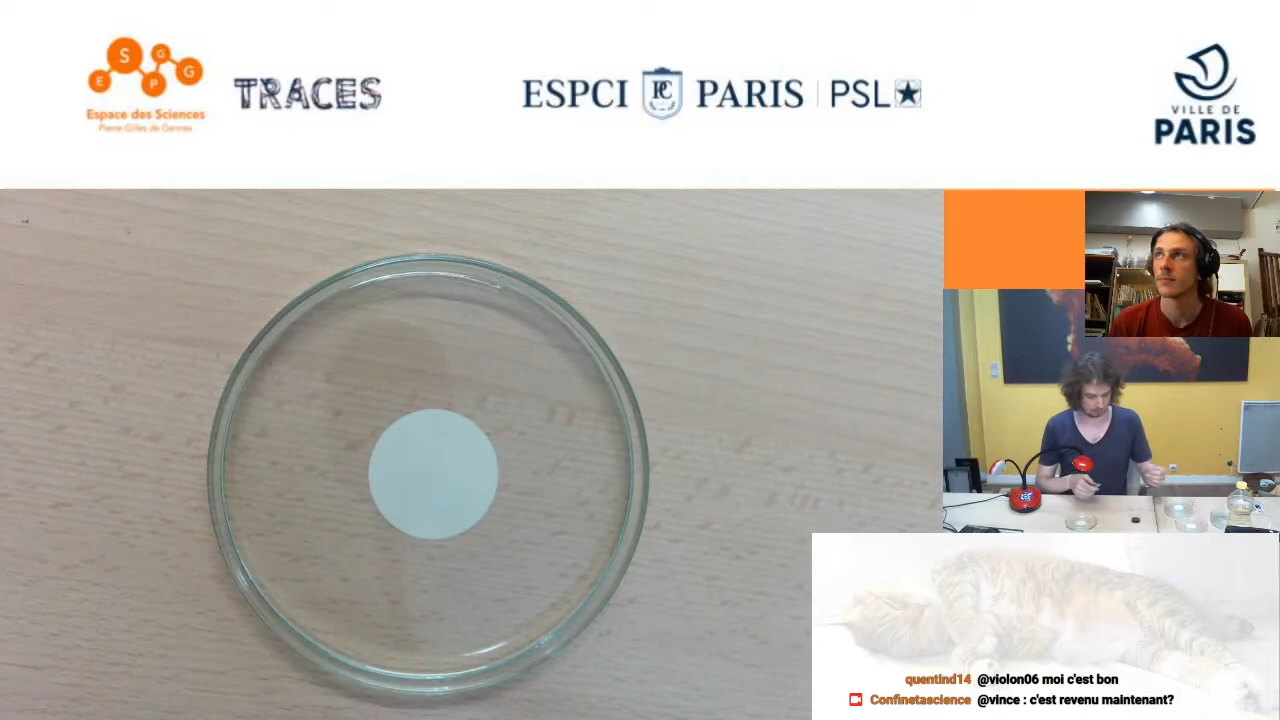 S
G
E
P
G
Espace des Sciences
Pierre-Gilles de Gennes
TRACES
ESPCI PC PARIS PSL
VILLE DE
PARIS
quentind14 @violon06 moi c'est bon
Confinetascience @vince : c'est revenu maintenant?